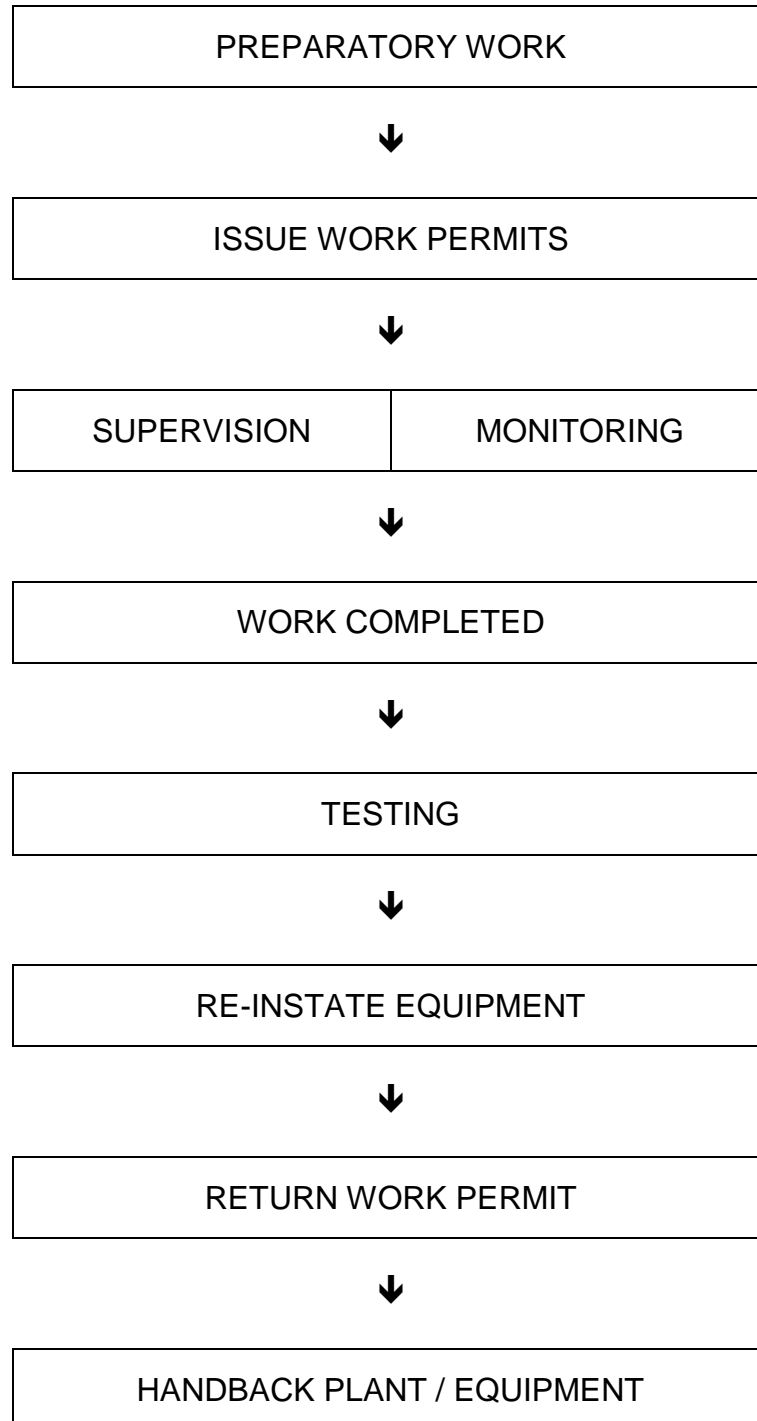 PREPARATORY WORK
ISSUE WORK PERMITS
SUPERVISION
MONITORING
WORK COMPLETED
TESTING
RE-INSTATE EQUIPMENT
RETURN WORK PERMIT
HANDBACK PLANT / EQUIPMENT